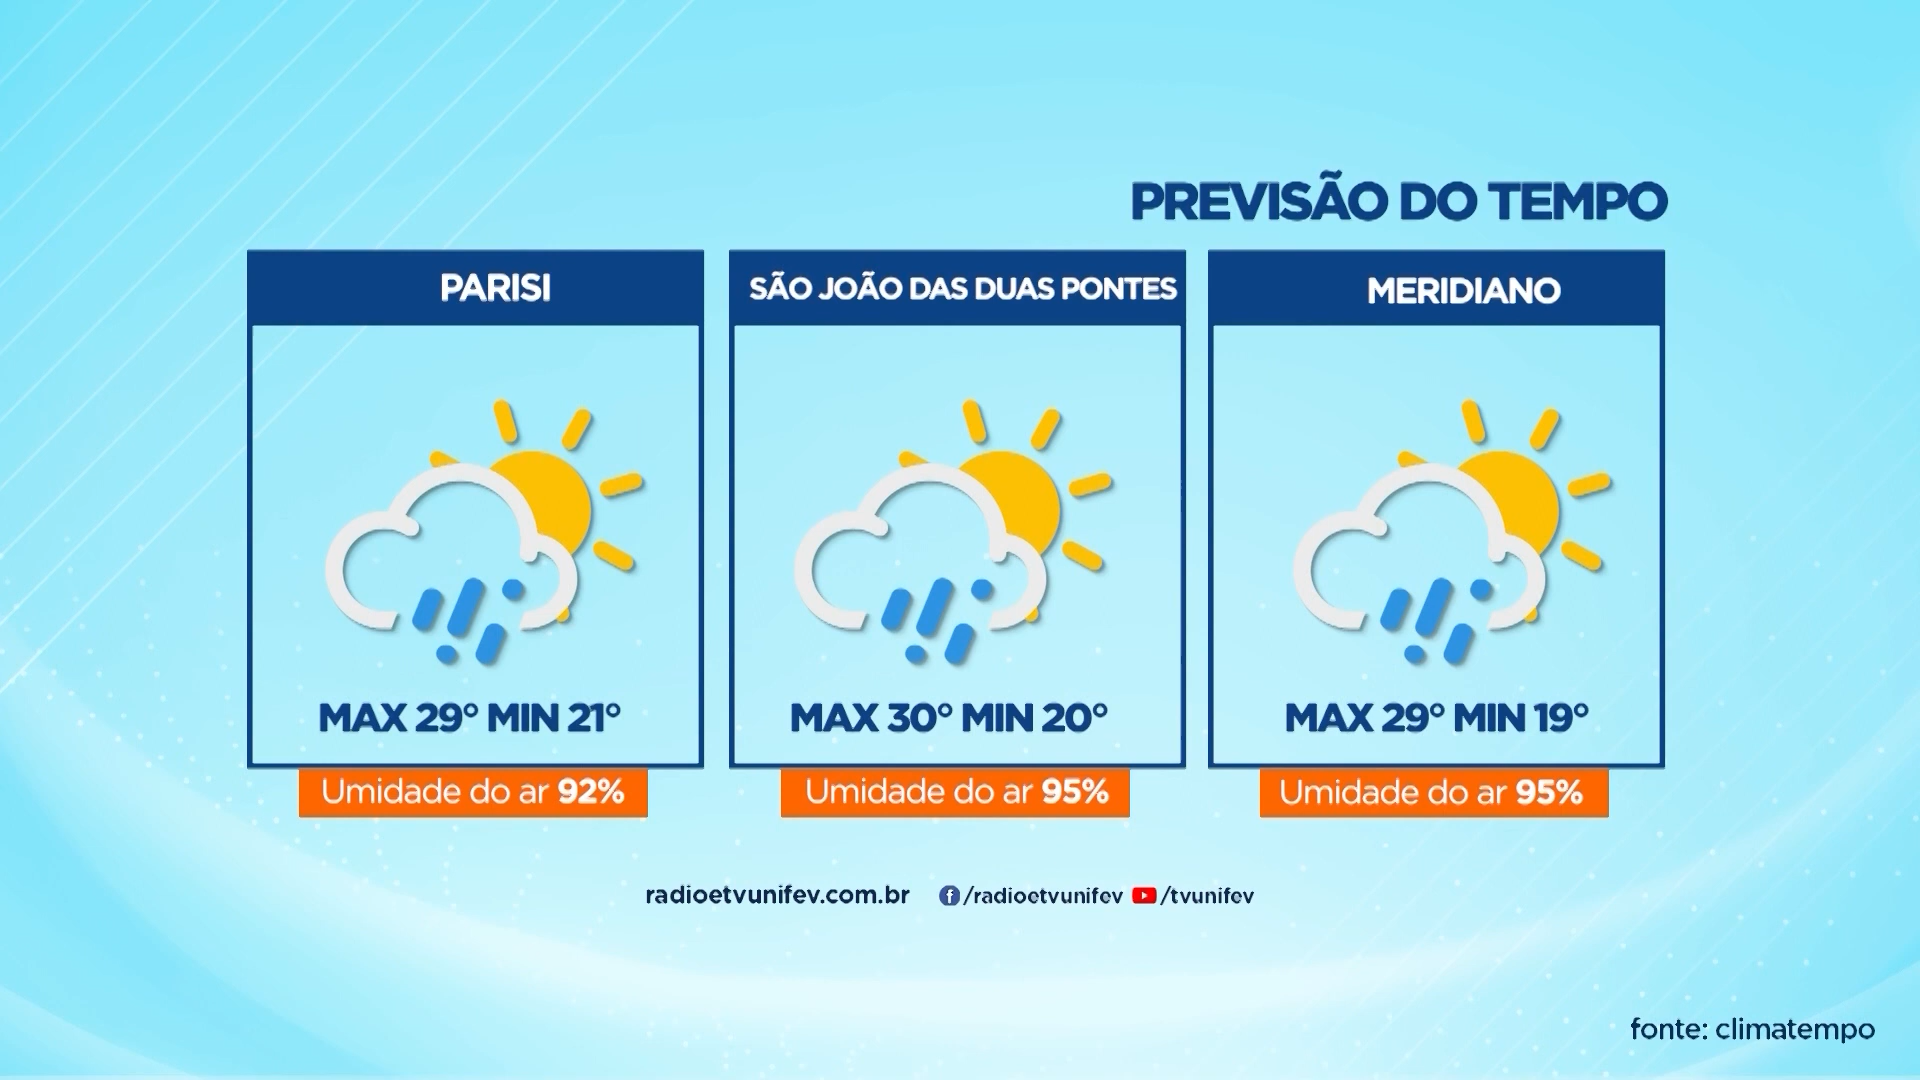 PREVISÃO DO TEMPO
PARISI
MAX 29° MIN 21°
Umidade do ar 92%
SÃO JOÃO DAS DUAS PONTES
MAX 30° MIN 20°
Umidade do ar 95%
MERIDIANO
MAX 29° MIN 19°
Umidade do ar 95%
radioetvunifev.com.br /radioetvunifev /tvunifev
fonte: climatempo